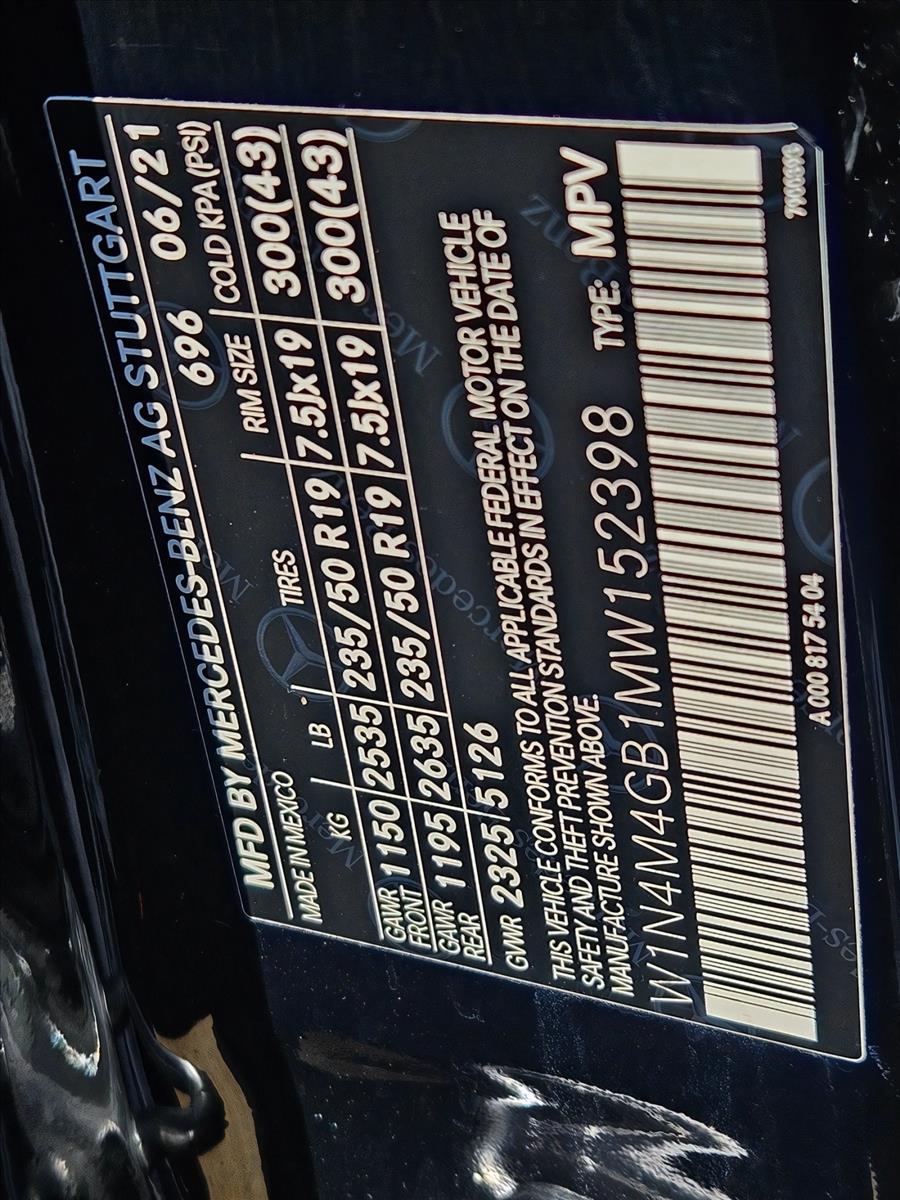 MFD BY MERCEDES-BENZ AG STUTTGART
MADE IN MEXICO 696 06/21
KG LB TIRES RIM SIZE COLD KPA(PSI)
GAWR FRONT 1150 2535 235/50 R19 7.5Jx19 300(43)
GAWR REAR 1195 2635 235/50 R19 7.5Jx19 300(43)
GVWR 2325 5126
THIS VEHICLE CONFORMS TO ALL APPLICABLE FEDERAL MOTOR VEHICLE
SAFETY AND THEFT PREVENTION STANDARDS IN EFFECT ON THE DATE OF
MANUFACTURE SHOWN ABOVE.
W1N4M4GB1MW152398 TYPE: MPV
A 000 817 54 04